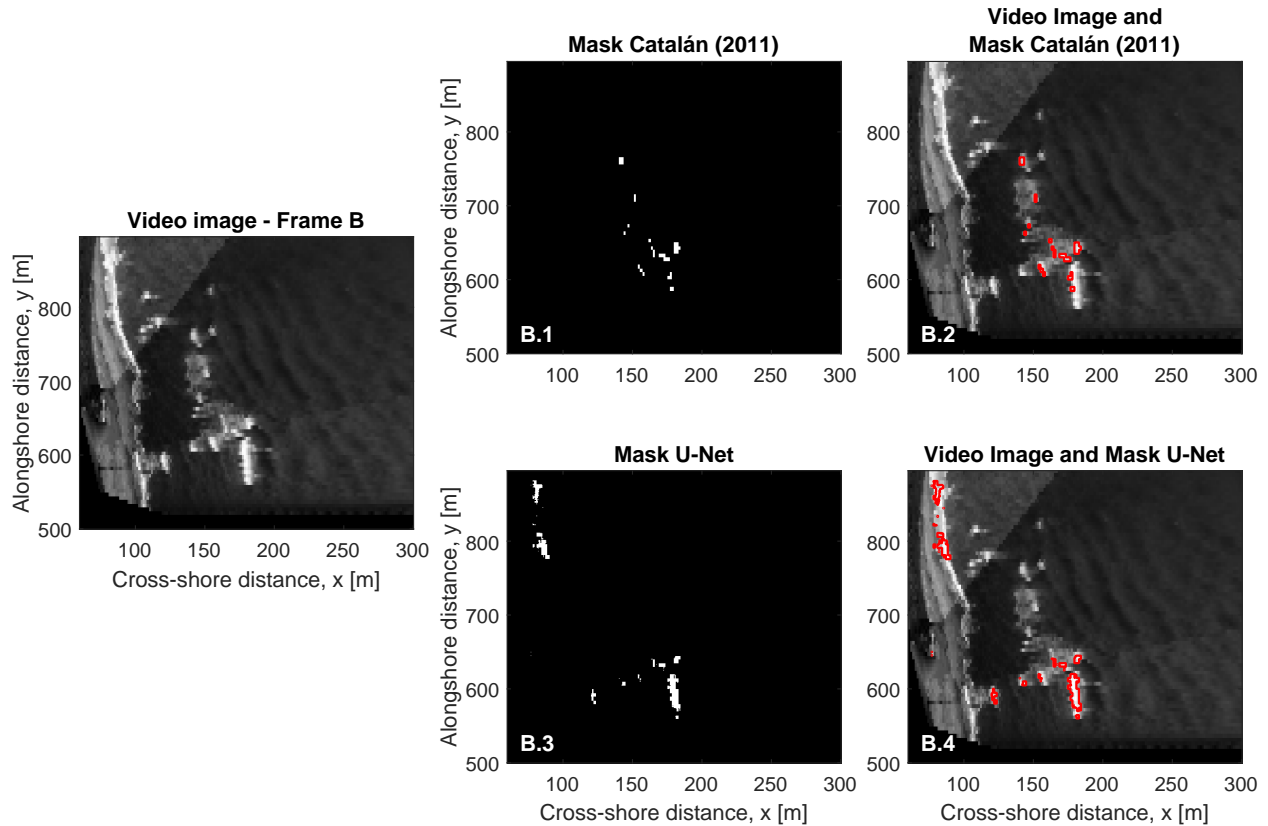 Video image - Frame B
Alongshore distance, y [m]
800
700
600
500
100
150
200
250
300
Cross-shore distance, x [m]
Mask Catalán (2011)
Alongshore distance, y [m]
800
700
600
500
B.1
100
150
200
250
300
Video Image and
Mask Catalán (2011)
800
700
600
500
B.2
100
150
200
250
300
Mask U-Net
Alongshore distance, y [m]
800
700
600
500
B.3
100
150
200
250
300
Cross-shore distance, x [m]
Video Image and Mask U-Net
800
700
600
500
B.4
100
150
200
250
300
Cross-shore distance, x [m]